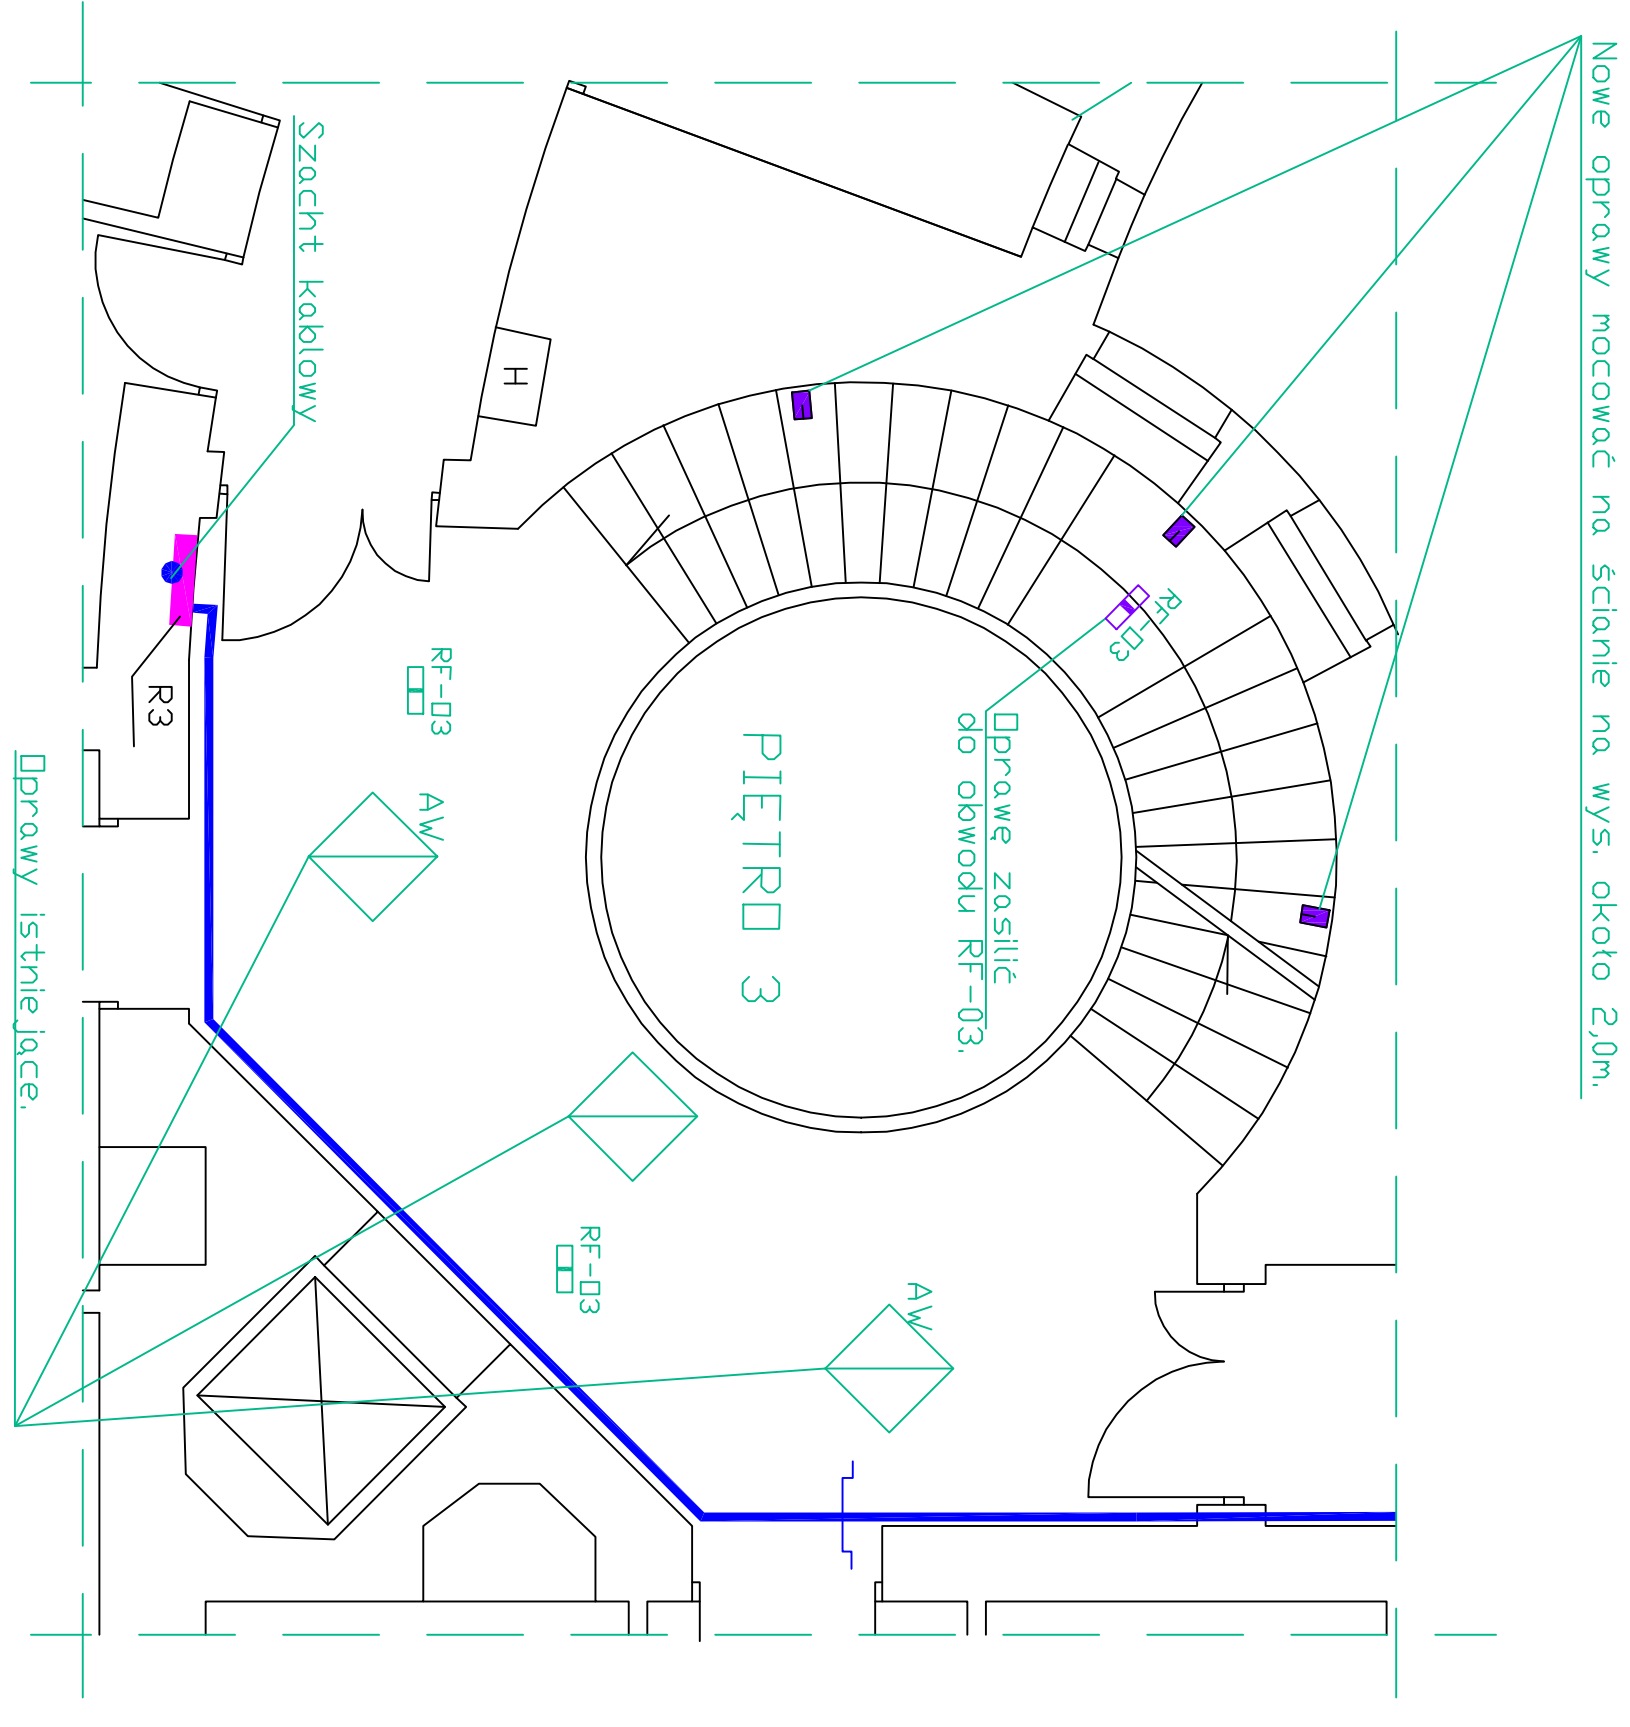 Nowe oprawy mocować na ścianie na wys. około 2,0m.
Szacht kablowy
H
RF-03
RF-03
R3
Oprawę zasilić
do obwodu RF-03.
PIĘTRO 3
AW
Oprawy istniejące.
RF-03
AW